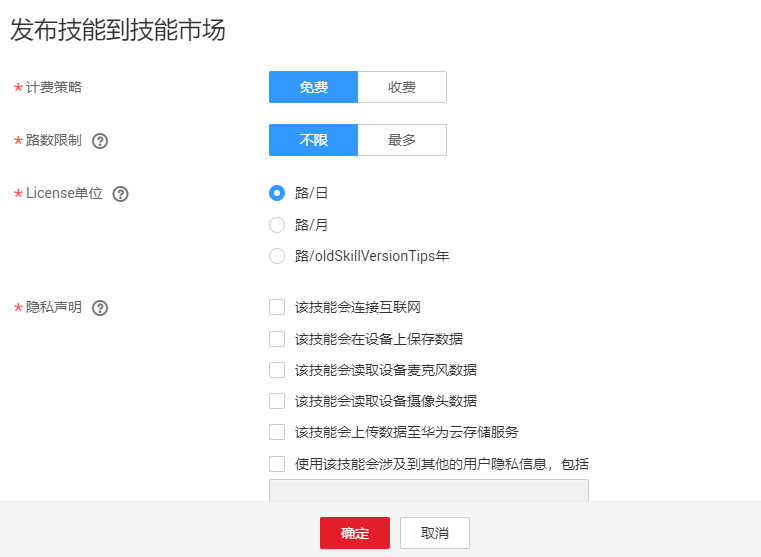 发布技能到技能市场
* 计费策略 免费 收费
* 路数限制 ? 不限 最多
* License单位 ? 路/日
路/月
路/oldSkillVersionTips年
* 隐私声明 ? 该技能会连接互联网
该技能会在设备上保存数据
该技能会读取设备麦克风数据
该技能会读取设备摄像头数据
该技能会上传数据至华为云存储服务
使用该技能会涉及到其他的用户隐私信息，包括
确定 取消